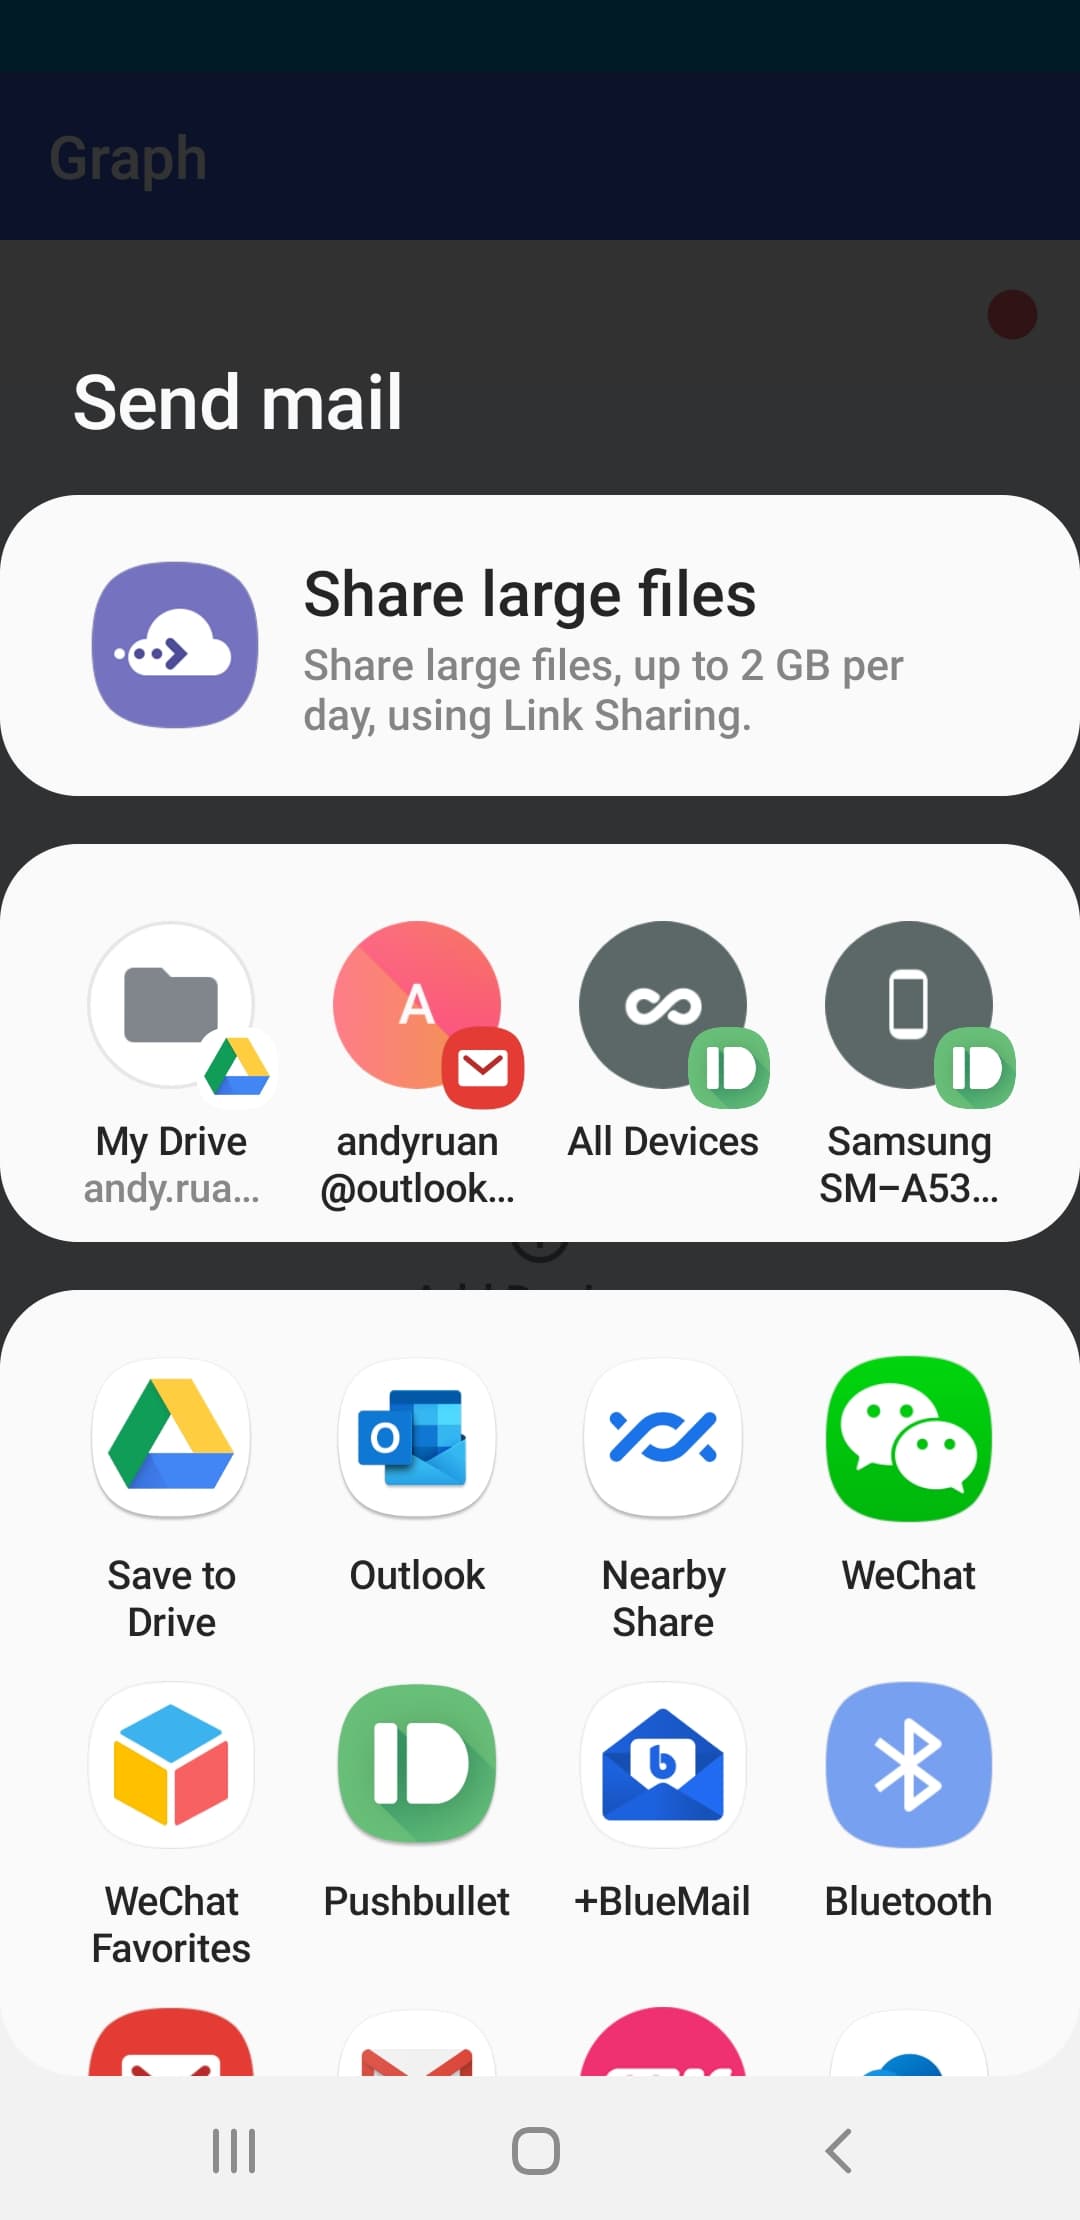 Graph
Send mail
Share large files
Share large files, up to 2 GB per
day, using Link Sharing.
A
My Drive
andy.rua...
andyruan
@outlook...
All Devices
Samsung
SM-A53...
Save to
Drive
Outlook
Nearby
Share
WeChat
WeChat
Favorites
Pushbullet
+BlueMail
Bluetooth